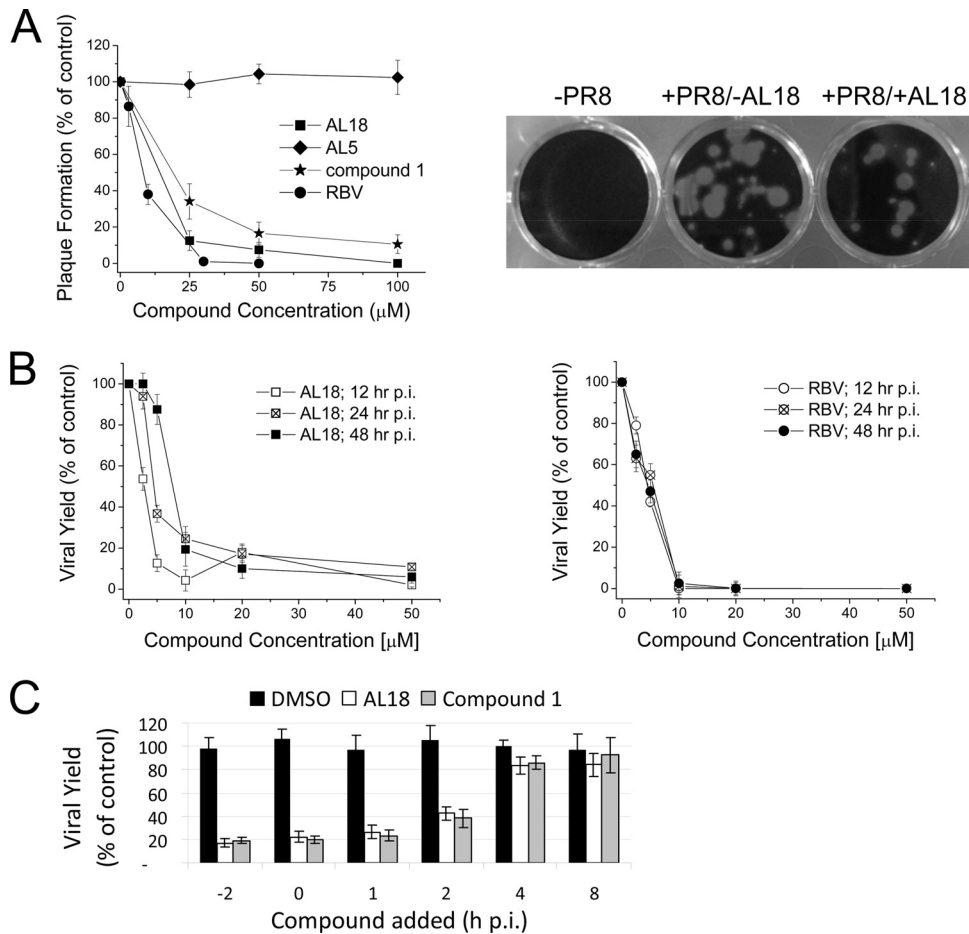 A
120
100
80
60
40
20
0
Plaque Formation (% of control)
AL18
AL5
compound 1
RBV
0 25 50 75 100
Compound Concentration (μM)
-PR8 +PR8/-AL18 +PR8/+AL18
B
100
80
60
40
20
0
Viral Yield (% of control)
AL18; 12 hr p.i.
AL18; 24 hr p.i.
AL18; 48 hr p.i.
0 10 20 30 40 50
Compound Concentration [μM]
100
80
60
40
20
0
Viral Yield (% of control)
RBV; 12 hr p.i.
RBV; 24 hr p.i.
RBV; 48 hr p.i.
0 10 20 30 40 50
Compound Concentration [μM]
C
DMSO AL18 Compound 1
120
100
80
60
40
20
-
Viral Yield
(% of control)
-2 0 1 2 4 8
Compound added (h p.i.)